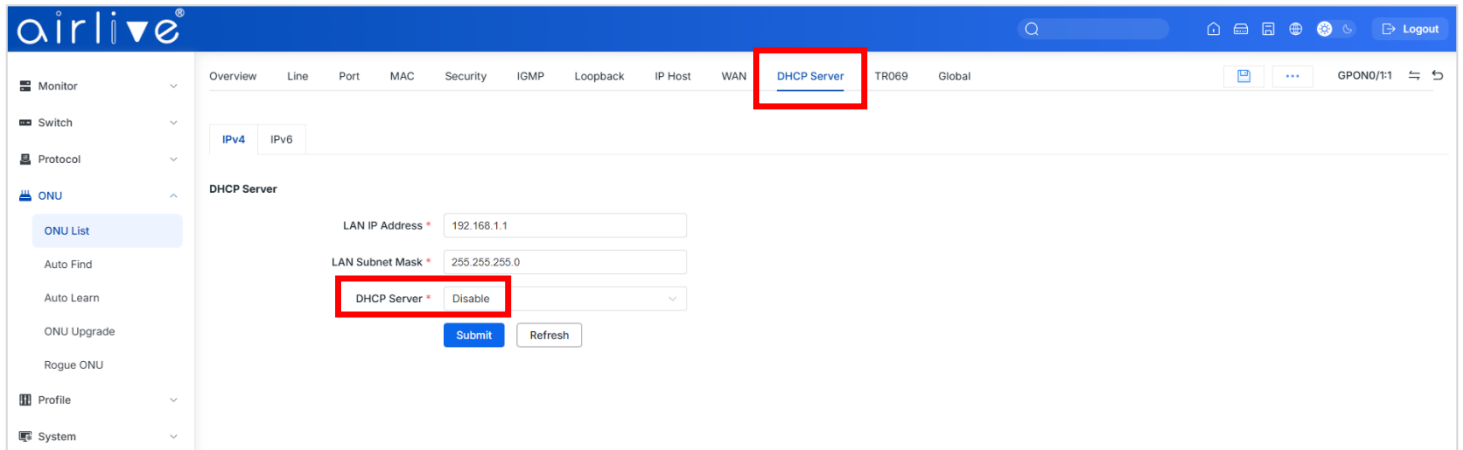 airlive®
Logout
Monitor
Switch
Protocol
ONU
ONU List
Auto Find
Auto Learn
ONU Upgrade
Rogue ONU
Profile
System
Overview Line Port MAC Security IGMP Loopback IP Host WAN DHCP Server TR069 Global
... GPON0/1:1
IPv4 IPv6
DHCP Server
LAN IP Address * 192.168.1.1
LAN Subnet Mask * 255.255.255.0
DHCP Server * Disable
Submit Refresh